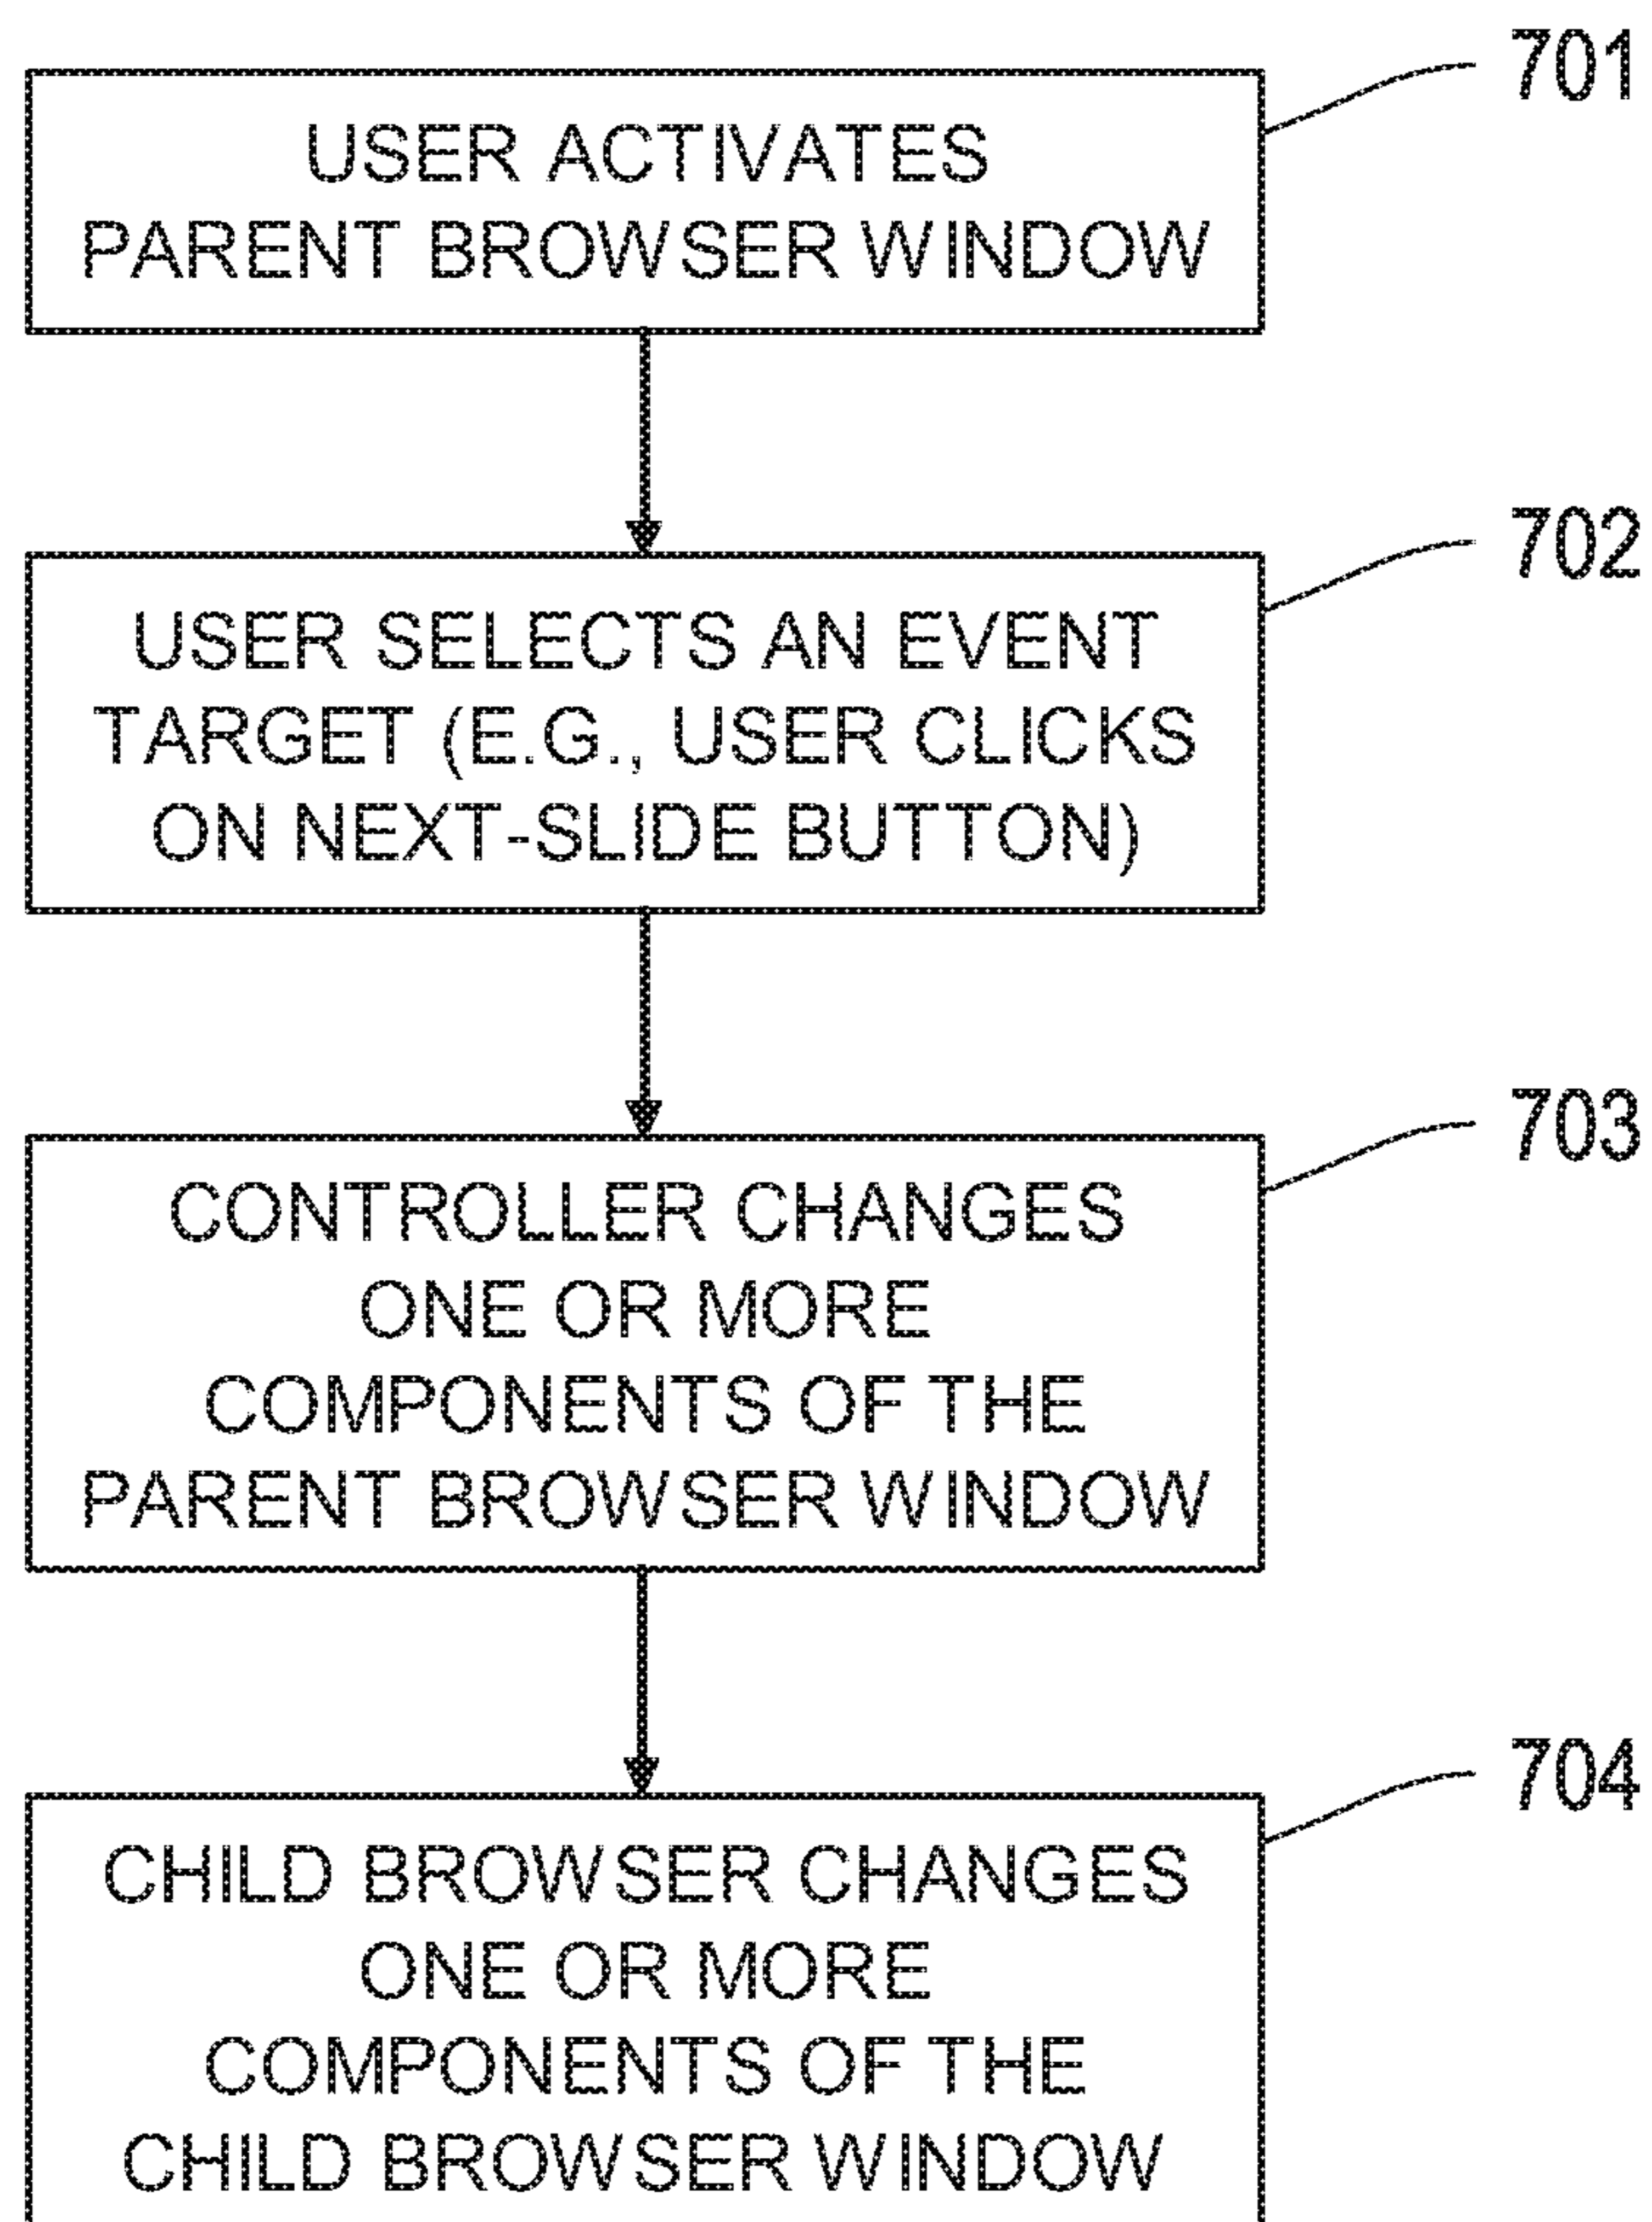 701
USER ACTIVATES
PARENT BROWSER WINDOW
702
USER SELECTS AN EVENT
TARGET (E.G., USER CLICKS
ON NEXT-SLIDE BUTTON)
703
CONTROLLER CHANGES
ONE OR MORE
COMPONENTS OF THE
PARENT BROWSER WINDOW
704
CHILD BROWSER CHANGES
ONE OR MORE
COMPONENTS OF THE
CHILD BROWSER WINDOW